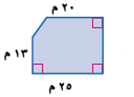 ٢٠ م
١٣ م
٢٥ م